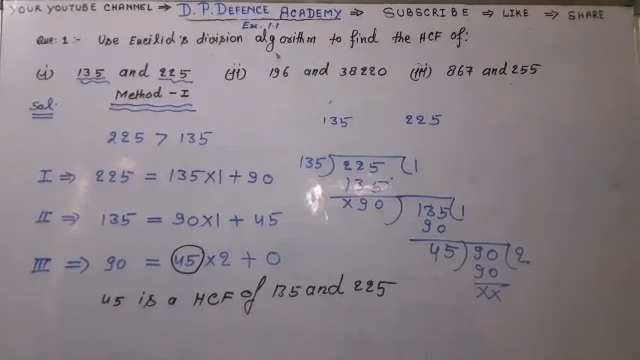 YOUR YOUTUBE CHANNEL ⇒ D.P.DEFENCE ACADEMY ⇒ SUBSCRIBE ⇒ LIKE ⇒ SHARE
Ex. 1.1
Que: 1 :- Use Euclid's division algorithm to find the HCF of:
(i) 135 and 225 (ii) 196 and 38220 (iii) 867 and 255
Sol: Method - I
135 225
225 > 135
I ⇒ 225 = 135×1 + 90
II ⇒ 135 = 90×1 + 45
III ⇒ 90 = 45×2 + 0
45 is a HCF of 135 and 225
135) 225 (1
135
×90) 135 (1
90
45) 90 (2
90
××